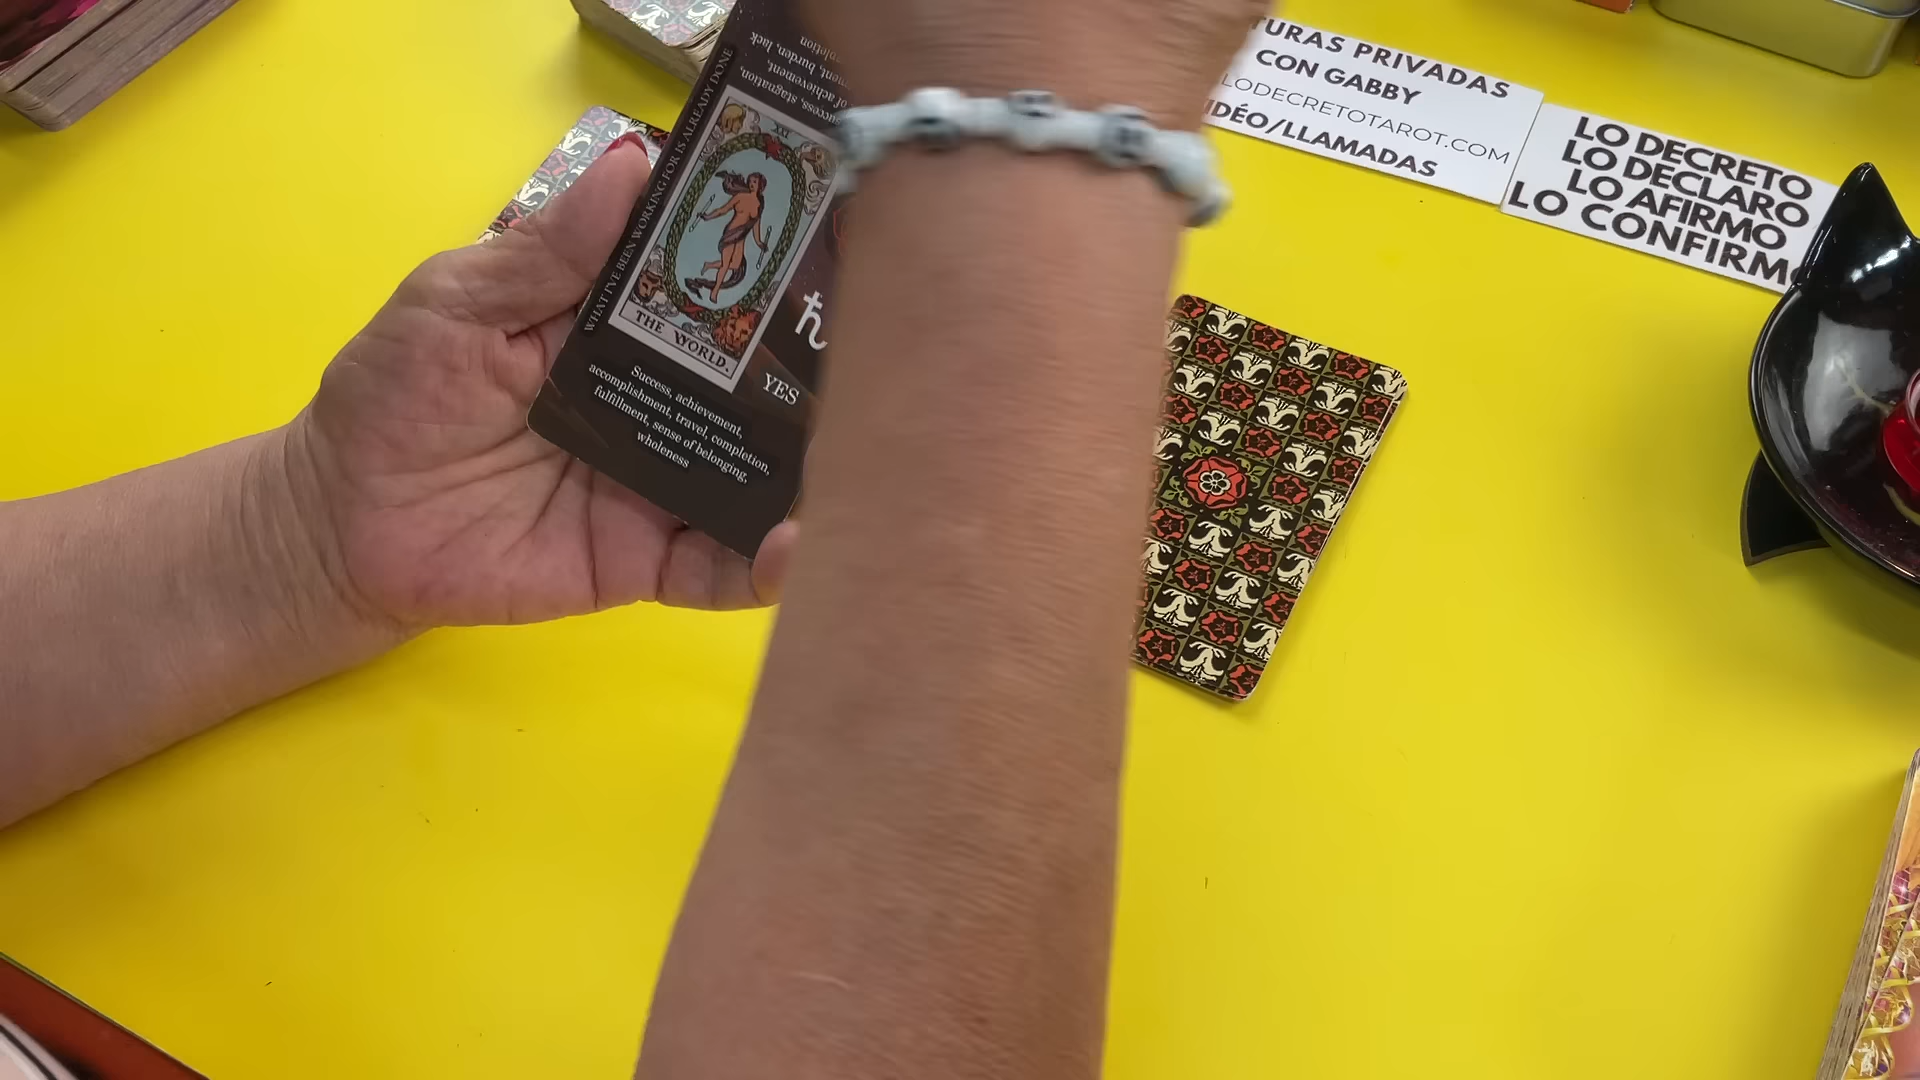 TURAS PRIVADAS
CON GABBY
LODECRETOTAROT.COM
IDÉO/LLAMADAS
LO DECRETO
LO DECLARO
LO AFIRMO
LO CONFIRM
WHAT I'VE BEEN WORKING FOR IS ALREADY DONE
success, stagnation,
of achievement,
ment, burden, lack
XXI
THE WORLD.
YES
Success, achievement,
accomplishment, travel, completion,
fulfillment, sense of belonging,
wholeness